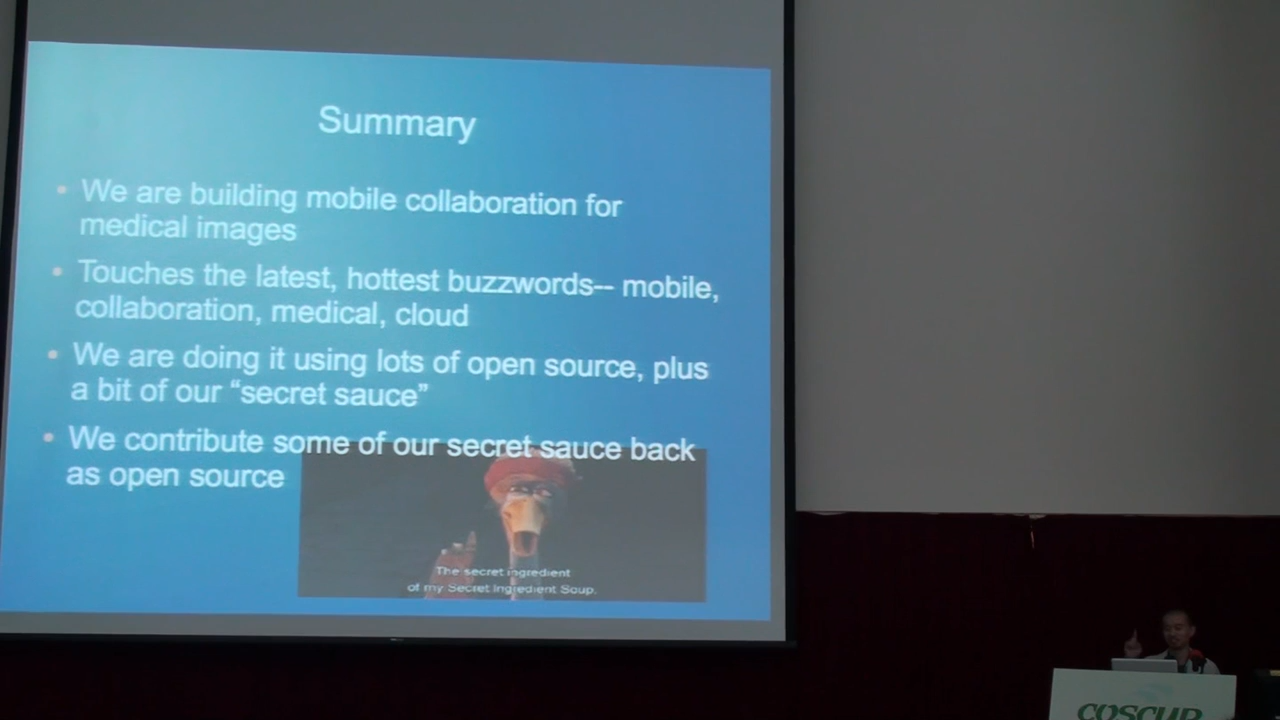 Summary
• We are building mobile collaboration for
medical images
• Touches the latest, hottest buzzwords-- mobile,
collaboration, medical, cloud
• We are doing it using lots of open source, plus
a bit of our “secret sauce”
• We contribute some of our secret sauce back
as open source
The secret ingredient
of my Secret Ingredient Soup.
COSCUP